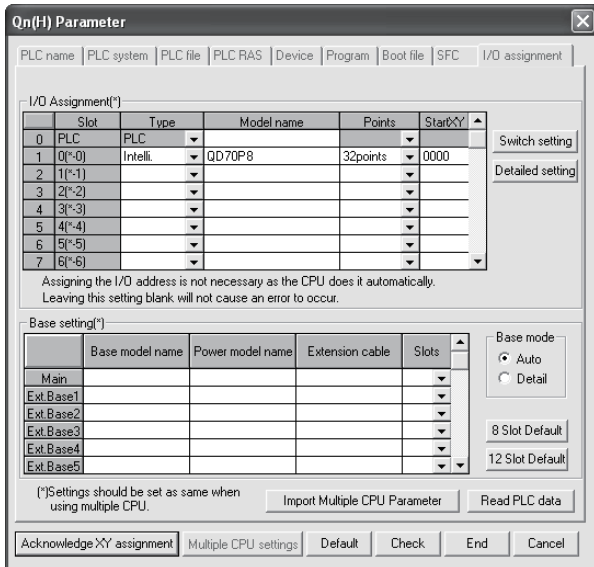 Qn(H) Parameter
PLC name PLC system PLC file PLC RAS Device Program Boot file SFC I/O assignment
I/O Assignment(*)
Slot Type Model name Points StartXY
0 PLC PLC
1 0(*-0) Intelli. QD70P8 32points 0000
2 1(*-1)
3 2(*-2)
4 3(*-3)
5 4(*-4)
6 5(*-5)
7 6(*-6)
Switch setting
Detailed setting
Assigning the I/O address is not necessary as the CPU does it automatically.
Leaving this setting blank will not cause an error to occur.
Base setting(*)
Base model name Power model name Extension cable Slots
Main
Ext.Base1
Ext.Base2
Ext.Base3
Ext.Base4
Ext.Base5
Base mode
Auto
Detail
8 Slot Default
12 Slot Default
(*)Settings should be set as same when
using multiple CPU.
Import Multiple CPU Parameter Read PLC data
Acknowledge XY assignment Multiple CPU settings Default Check End Cancel